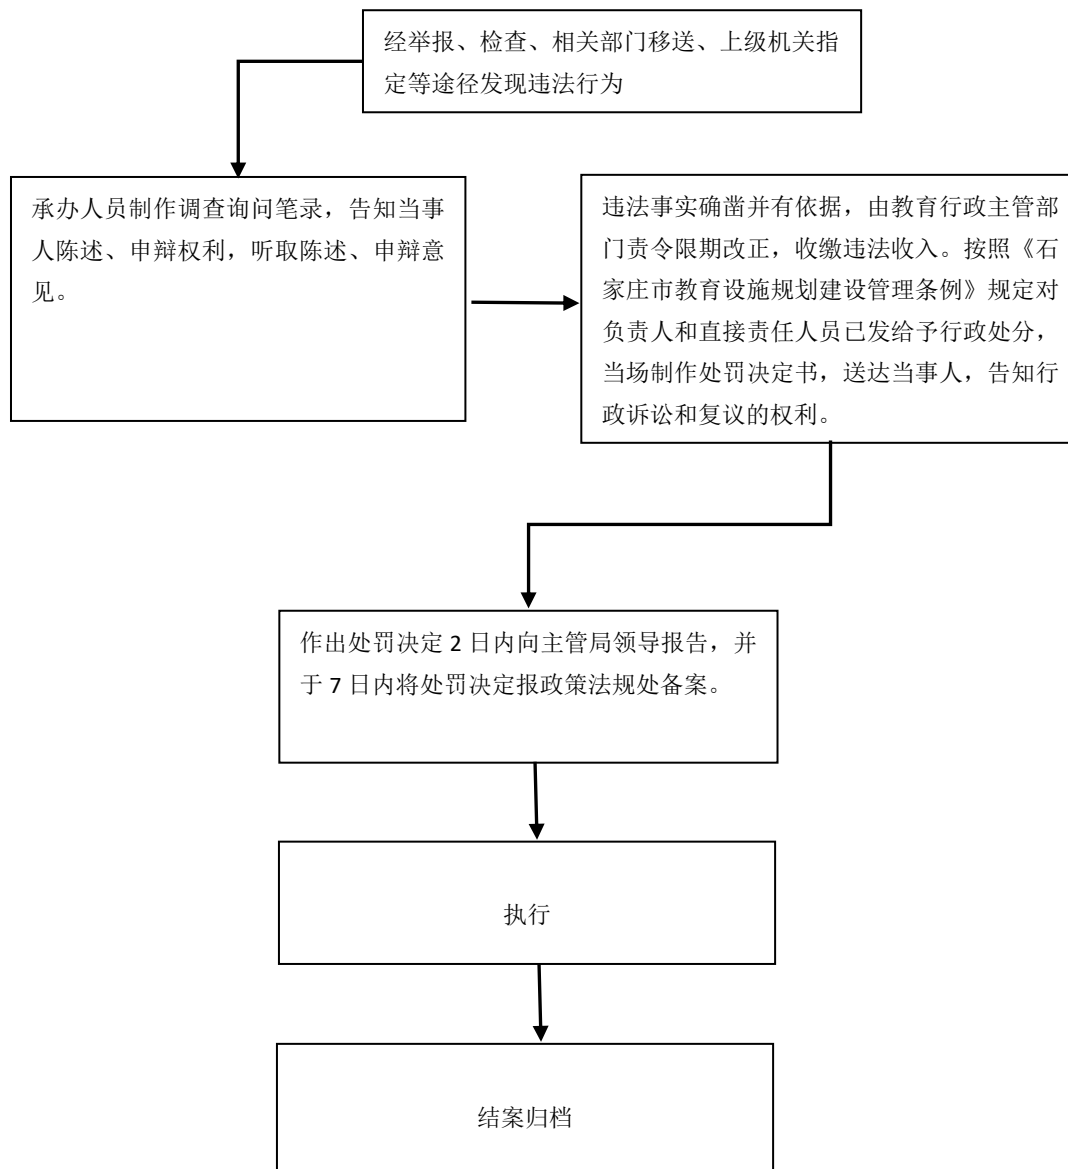 经举报、检查、相关部门移送、上级机关指
定等途径发现违法行为
承办人员制作调查询问笔录，告知当事
人陈述、申辩权利，听取陈述、申辩意
见。
违法事实确凿并有依据，由教育行政主管部
门责令限期改正，收缴违法收入。按照《石
家庄市教育设施规划建设管理条例》规定对
负责人和直接责任人员已发给予行政处分，
当场制作处罚决定书，送达当事人，告知行
政诉讼和复议的权利。
作出处罚决定 2 日内向主管局领导报告，并
于 7 日内将处罚决定报政策法规处备案。
执行
结案归档